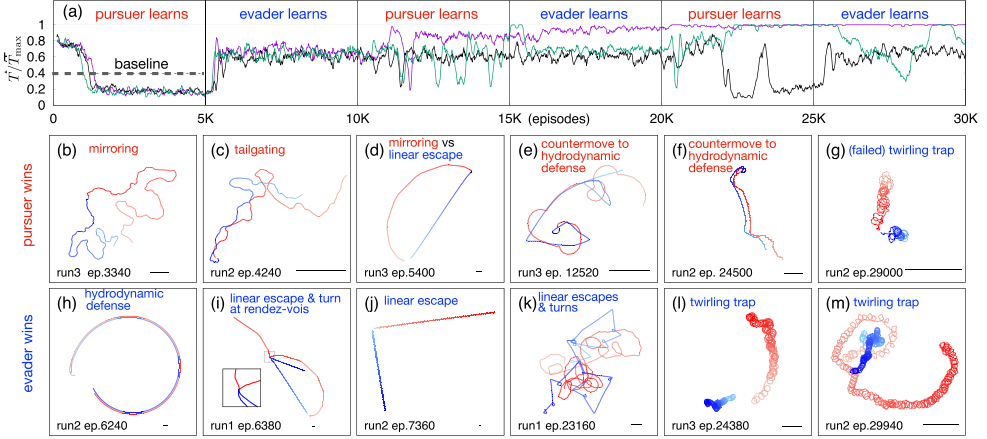 (a) pursuer learns evader learns pursuer learns evader learns pursuer learns evader learns
T/T̅max
1
0.8
0.6
0.4
0.2
0
baseline
0 5K 10K 15K (episodes) 20K 25K 30K
pursuer wins
(b) mirroring
run3 ep.3340
(c) tailgating
run2 ep.4240
(d) mirroring vs
linear escape
run3 ep.5400
(e) countermove to
hydrodynamic
defense
run3 ep. 12520
(f) countermove to
hydrodynamic
defense
run2 ep. 24500
(g) (failed) twirling trap
run2 ep.29000
evader wins
(h) hydrodynamic
defense
run2 ep.6240
(i) linear escape & turn
at rendez-vois
run1 ep.6380
(j) linear escape
run2 ep.7360
(k) linear escapes
& turns
run1 ep.23160
(l) twirling trap
run3 ep.24380
(m) twirling trap
run2 ep.29940